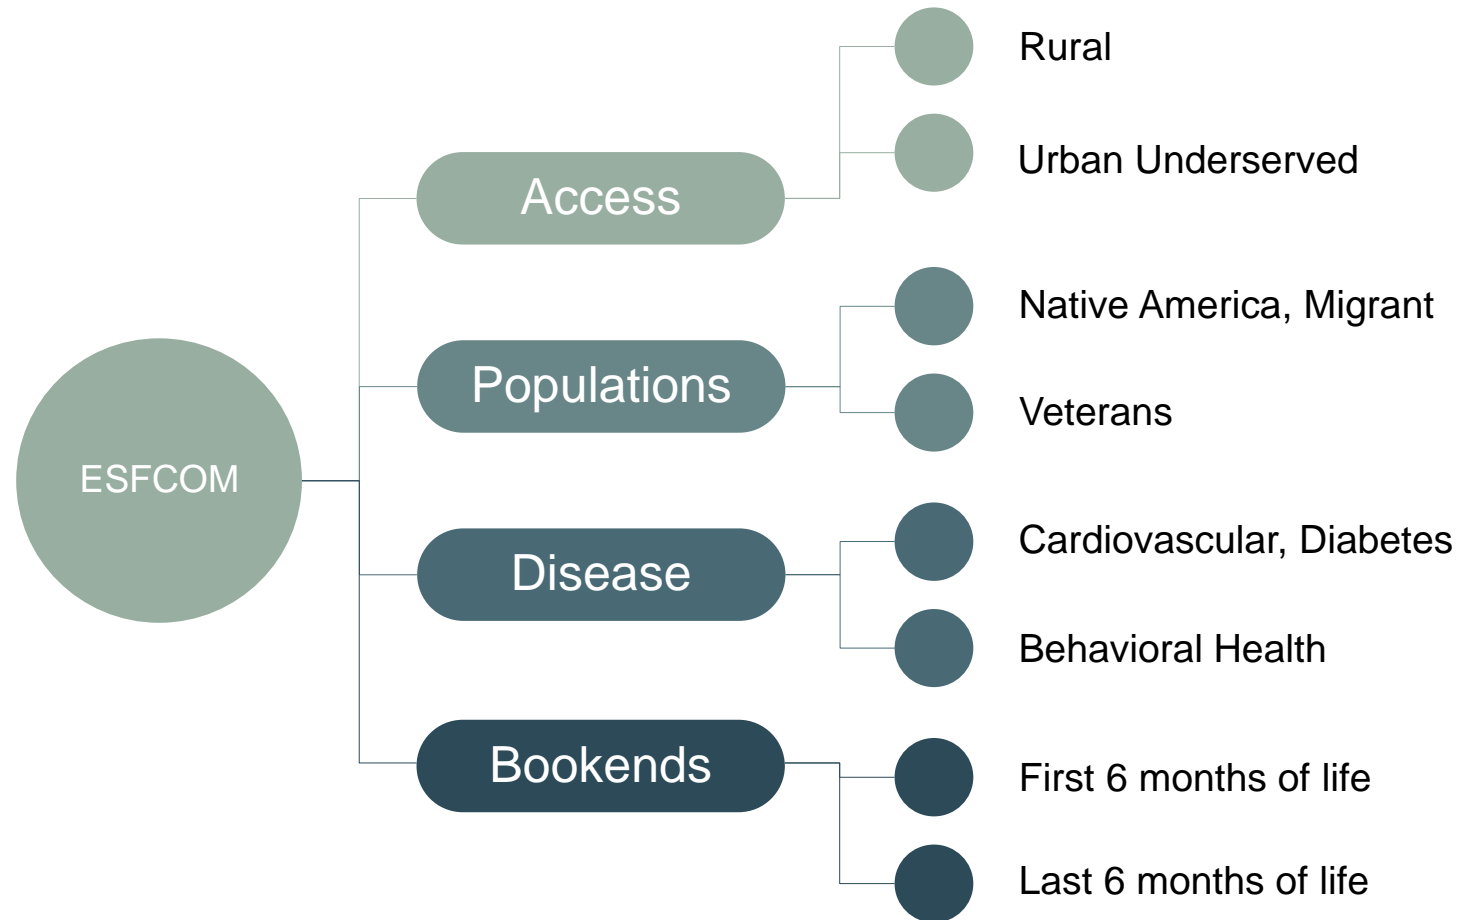 ESFCOM
Access
Rural
Urban Underserved
Populations
Native America, Migrant
Veterans
Disease
Cardiovascular, Diabetes
Behavioral Health
Bookends
First 6 months of life
Last 6 months of life